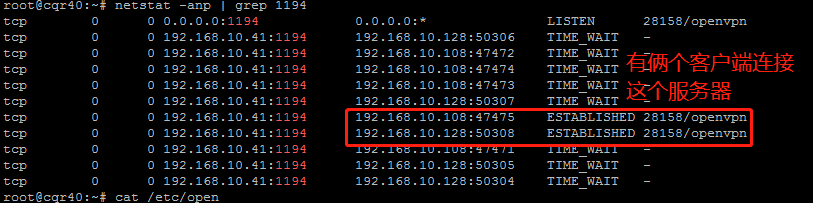 root@cqr40:~# netstat -anp | grep 1194
tcp 0 0 0.0.0.0:1194 0.0.0.0:* LISTEN 28158/openvpn
tcp 0 0 192.168.10.41:1194 192.168.10.128:50306 TIME_WAIT -
tcp 0 0 192.168.10.41:1194 192.168.10.108:47472 TIME_WAIT -
tcp 0 0 192.168.10.41:1194 192.168.10.108:47474 TIME_WAIT -
tcp 0 0 192.168.10.41:1194 192.168.10.108:47473 TIME_WAIT -
tcp 0 0 192.168.10.41:1194 192.168.10.128:50307 TIME_WAIT -
tcp 0 0 192.168.10.41:1194 192.168.10.108:47475 ESTABLISHED 28158/openvpn
tcp 0 0 192.168.10.41:1194 192.168.10.128:50308 ESTABLISHED 28158/openvpn
tcp 0 0 192.168.10.41:1194 192.168.10.108:47471 TIME_WAIT -
tcp 0 0 192.168.10.41:1194 192.168.10.128:50305 TIME_WAIT -
tcp 0 0 192.168.10.41:1194 192.168.10.128:50304 TIME_WAIT -
root@cqr40:~# cat /etc/open
有俩个客户端连接
这个服务器